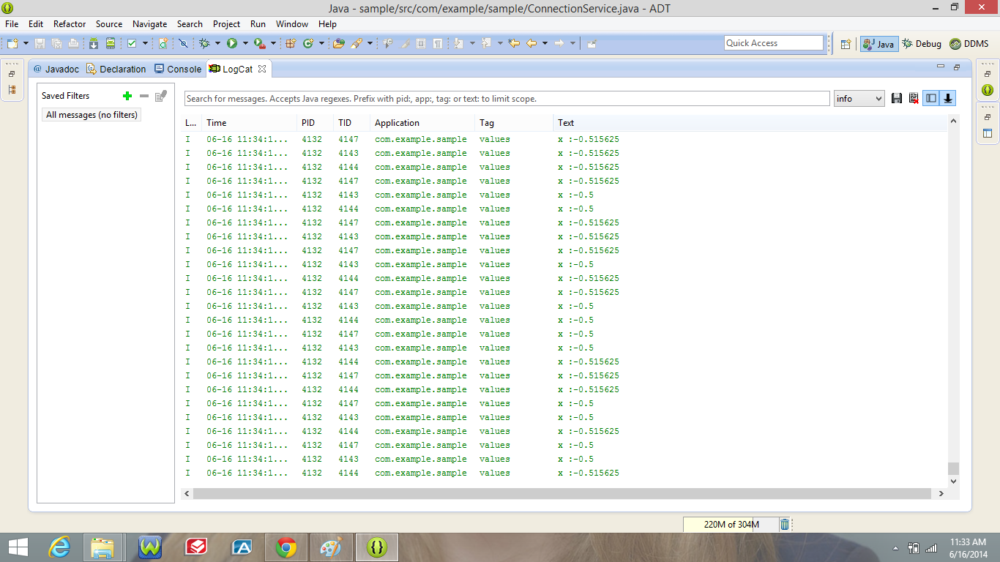 Java - sample/src/com/example/sample/ConnectionService.java - ADT
File Edit Refactor Source Navigate Search Project Run Window Help
Quick Access Java Debug DDMS
@ Javadoc Declaration Console LogCat
Saved Filters
All messages (no filters)
Search for messages. Accepts Java regexes. Prefix with pid:, app:, tag: or text: to limit scope. info
L... Time PID TID Application Tag Text
I 06-16 11:34:1... 4132 4147 com.example.sample values x :-0.515625
I 06-16 11:34:1... 4132 4143 com.example.sample values x :-0.515625
I 06-16 11:34:1... 4132 4144 com.example.sample values x :-0.515625
I 06-16 11:34:1... 4132 4147 com.example.sample values x :-0.515625
I 06-16 11:34:1... 4132 4143 com.example.sample values x :-0.5
I 06-16 11:34:1... 4132 4144 com.example.sample values x :-0.5
I 06-16 11:34:1... 4132 4147 com.example.sample values x :-0.515625
I 06-16 11:34:1... 4132 4143 com.example.sample values x :-0.515625
I 06-16 11:34:1... 4132 4147 com.example.sample values x :-0.515625
I 06-16 11:34:1... 4132 4143 com.example.sample values x :-0.5
I 06-16 11:34:1... 4132 4144 com.example.sample values x :-0.515625
I 06-16 11:34:1... 4132 4147 com.example.sample values x :-0.515625
I 06-16 11:34:1... 4132 4143 com.example.sample values x :-0.5
I 06-16 11:34:1... 4132 4144 com.example.sample values x :-0.5
I 06-16 11:34:1... 4132 4147 com.example.sample values x :-0.5
I 06-16 11:34:1... 4132 4143 com.example.sample values x :-0.5
I 06-16 11:34:1... 4132 4144 com.example.sample values x :-0.515625
I 06-16 11:34:1... 4132 4147 com.example.sample values x :-0.515625
I 06-16 11:34:1... 4132 4144 com.example.sample values x :-0.515625
I 06-16 11:34:1... 4132 4147 com.example.sample values x :-0.5
I 06-16 11:34:1... 4132 4143 com.example.sample values x :-0.5
I 06-16 11:34:1... 4132 4144 com.example.sample values x :-0.515625
I 06-16 11:34:1... 4132 4147 com.example.sample values x :-0.5
I 06-16 11:34:1... 4132 4143 com.example.sample values x :-0.5
I 06-16 11:34:1... 4132 4144 com.example.sample values x :-0.515625
220M of 304M
11:33 AM
6/16/2014